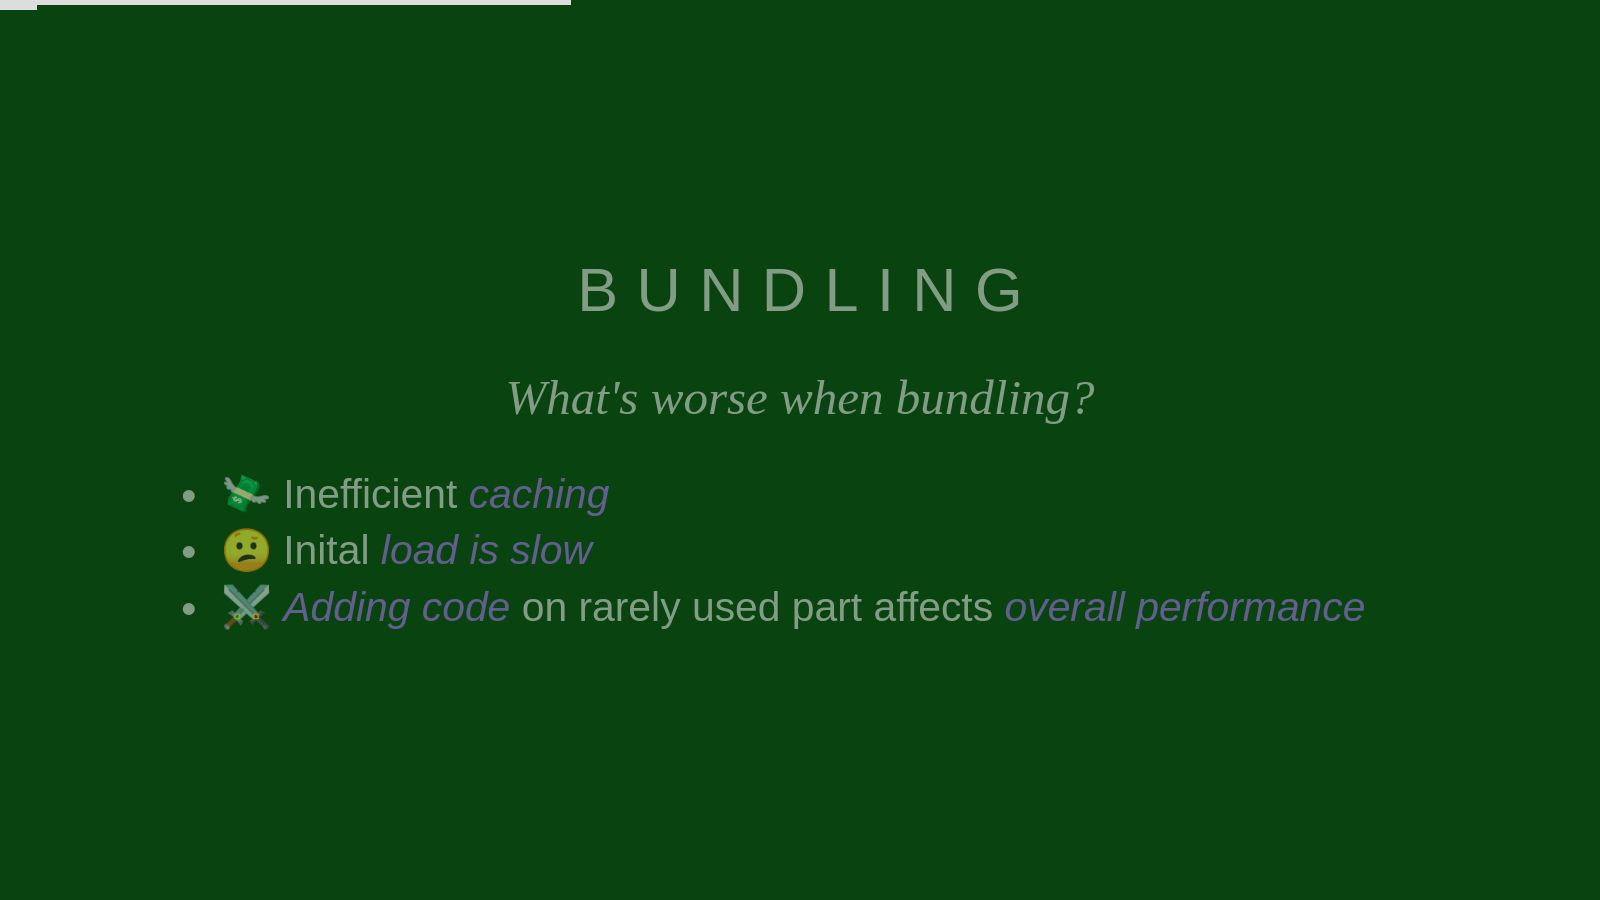 BUNDLING
What's worse when bundling?
• 💸 Inefficient caching
• 😟 Inital load is slow
• ⚔️ Adding code on rarely used part affects overall performance